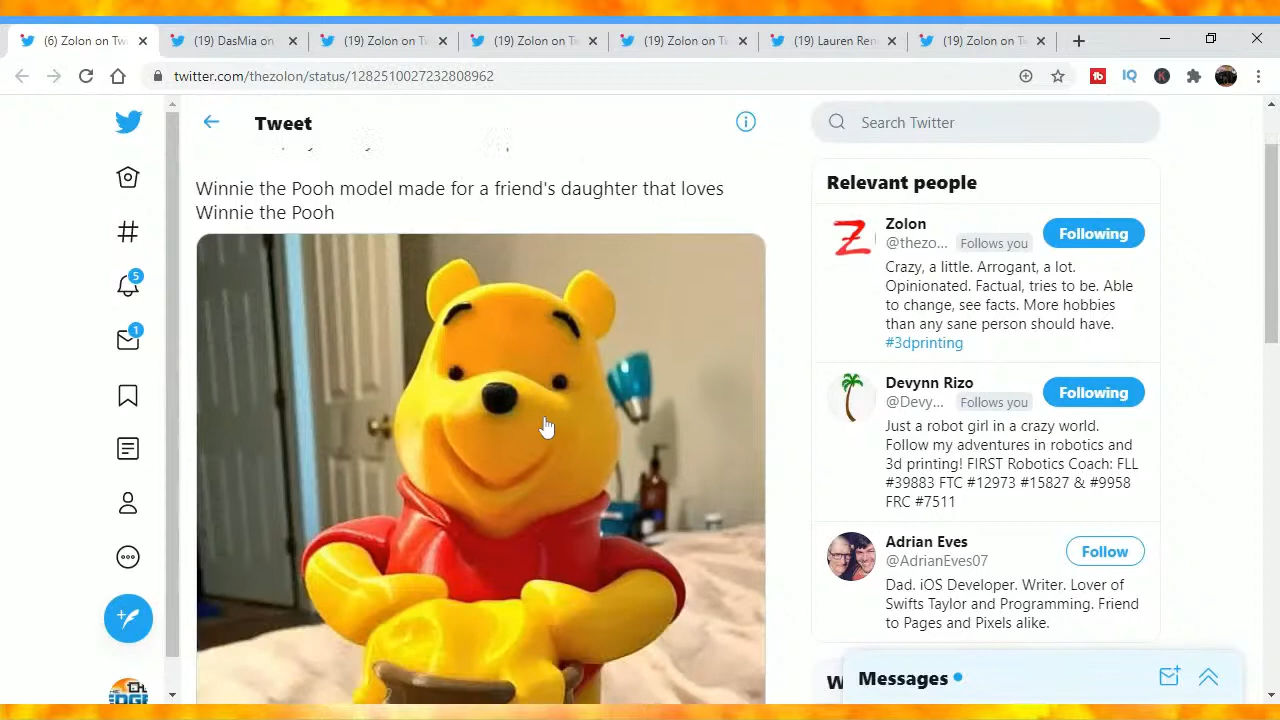 (6) Zolon on Tw
(19) DasMia on
(19) Zolon on T
(19) Zolon on Tw
(19) Zolon on T
(19) Lauren Ren
(19) Zolon on T
twitter.com/thezolon/status/1282510027232808962
tb
IQ
K
Tweet
Search Twitter
Winnie the Pooh model made for a friend's daughter that loves
Winnie the Pooh
5
1
Relevant people
Z
Zolon
@thezo... Follows you
Following
Crazy, a little. Arrogant, a lot.
Opinionated. Factual, tries to be. Able
to change, see facts. More hobbies
than any sane person should have.
#3dprinting
Devynn Rizo
@Devy... Follows you
Following
Just a robot girl in a crazy world.
Follow my adventures in robotics and
3d printing! FIRST Robotics Coach: FLL
#39883 FTC #12973 #15827 & #9958
FRC #7511
Adrian Eves
@AdrianEves07
Follow
Dad. iOS Developer. Writer. Lover of
Swifts Taylor and Programming. Friend
to Pages and Pixels alike.
W
Messages